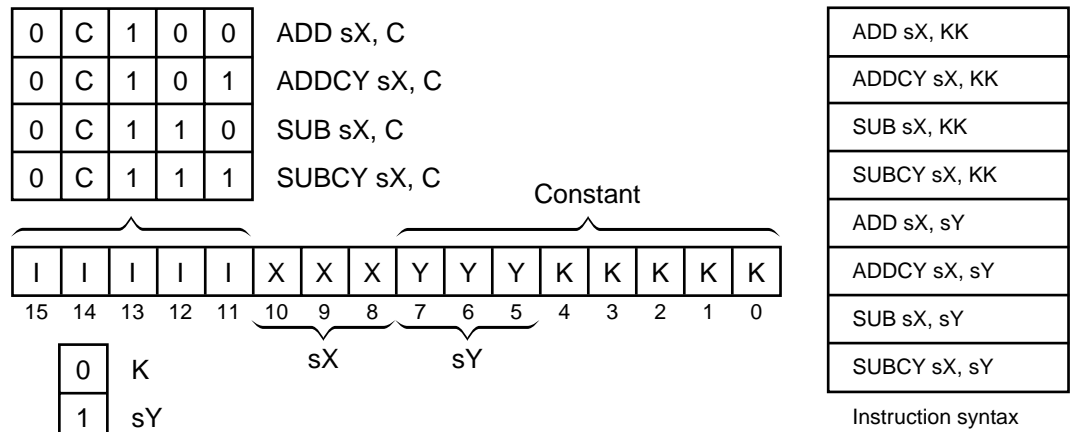 0 C 1 0 0 ADD sX, C
0 C 1 0 1 ADDCY sX, C
0 C 1 1 0 SUB sX, C
0 C 1 1 1 SUBCY sX, C
Constant
I I I I I X X X Y Y Y K K K K K
15 14 13 12 11 10 9 8 7 6 5 4 3 2 1 0
sX sY
0 K
1 sY
ADD sX, KK
ADDCY sX, KK
SUB sX, KK
SUBCY sX, KK
ADD sX, sY
ADDCY sX, sY
SUB sX, sY
SUBCY sX, sY
Instruction syntax